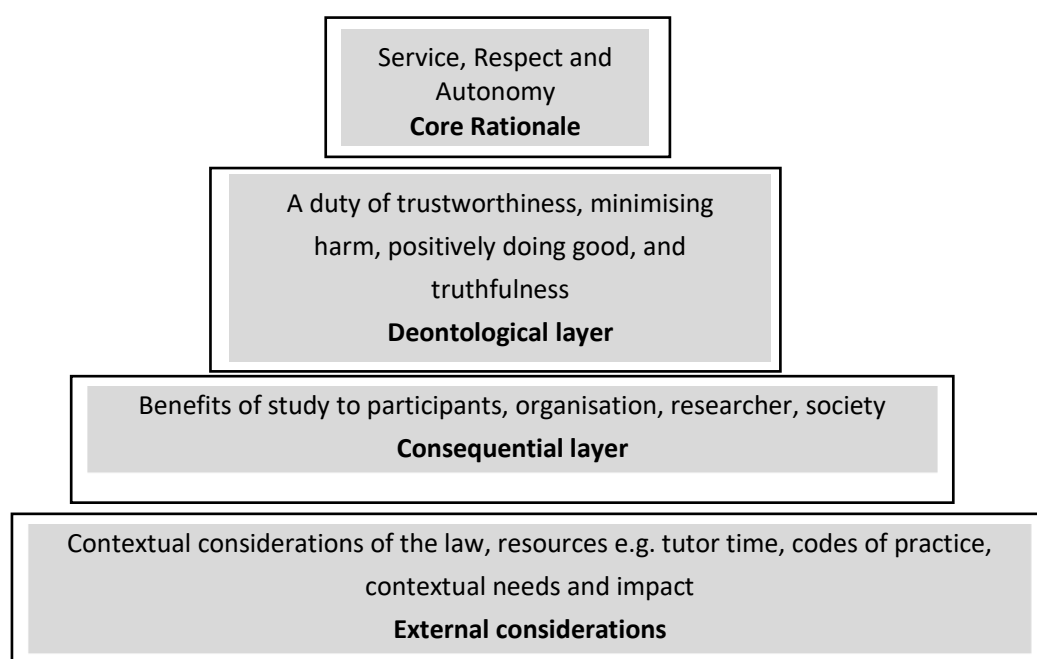 Service, Respect and
Autonomy
Core Rationale
A duty of trustworthiness, minimising
harm, positively doing good, and
truthfulness
Deontological layer
Benefits of study to participants, organisation, researcher, society
Consequential layer
Contextual considerations of the law, resources e.g. tutor time, codes of practice,
contextual needs and impact
External considerations